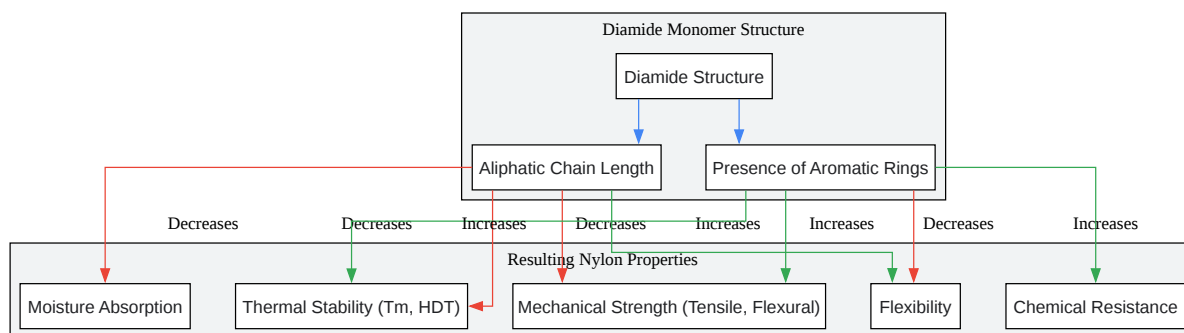 Diamide Monomer Structure
Diamide Structure
Aliphatic Chain Length
Presence of Aromatic Rings
Decreases
Decreases
Increases
Decreases
Increases
Increases
Decreases
Increases
Resulting Nylon Properties
Moisture Absorption
Thermal Stability (Tm, HDT)
Mechanical Strength (Tensile, Flexural)
Flexibility
Chemical Resistance